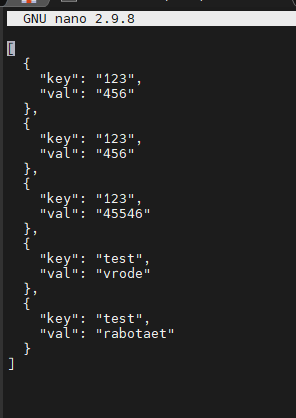 GNU nano 2.9.8
[
  {
    "key": "123",
    "val": "456"
  },
  {
    "key": "123",
    "val": "456"
  },
  {
    "key": "123",
    "val": "45546"
  },
  {
    "key": "test",
    "val": "vrode"
  },
  {
    "key": "test",
    "val": "rabotaet"
  }
]